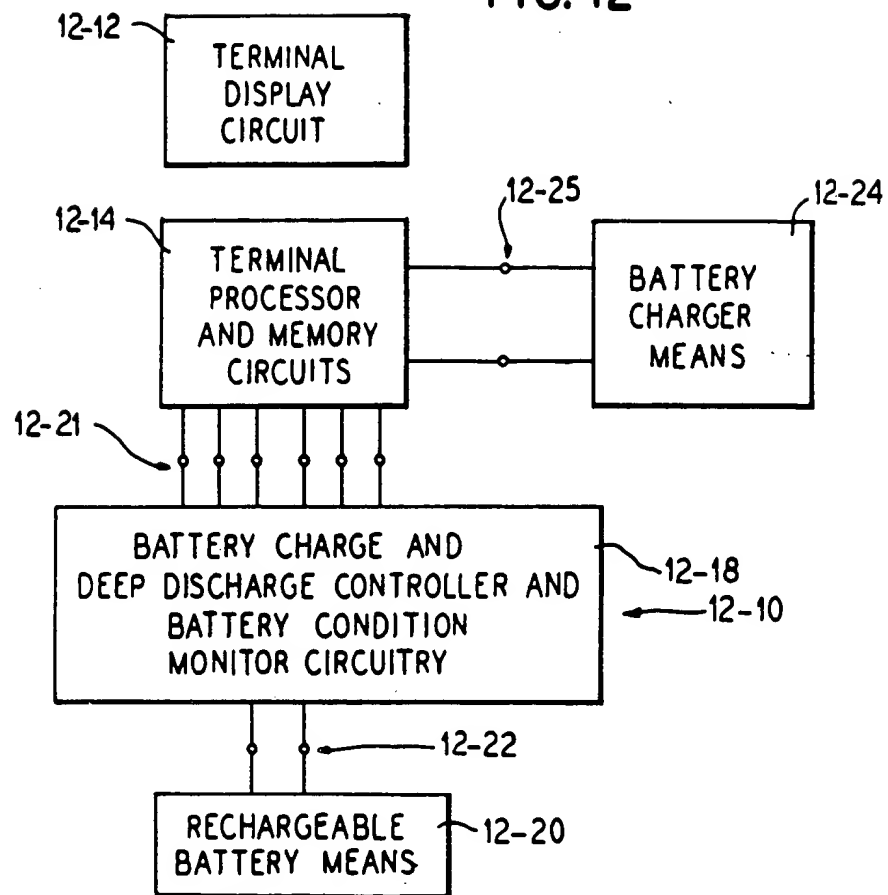 FIG. 12
12-12
TERMINAL
DISPLAY
CIRCUIT
12-14
TERMINAL
PROCESSOR
AND MEMORY
CIRCUITS
12-25
12-24
BATTERY
CHARGER
MEANS
12-21
BATTERY CHARGE AND
DEEP DISCHARGE CONTROLLER AND
BATTERY CONDITION
MONITOR CIRCUITRY
12-18
12-10
12-22
RECHARGEABLE
BATTERY MEANS
12-20